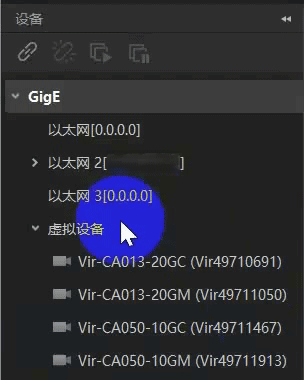 设备
GigE
以太网[0.0.0.0]
以太网 2[ ]
以太网 3[0.0.0.0]
虚拟设备
Vir-CA013-20GC (Vir49710691)
Vir-CA013-20GM (Vir49711050)
Vir-CA050-10GC (Vir49711467)
Vir-CA050-10GM (Vir49711913)